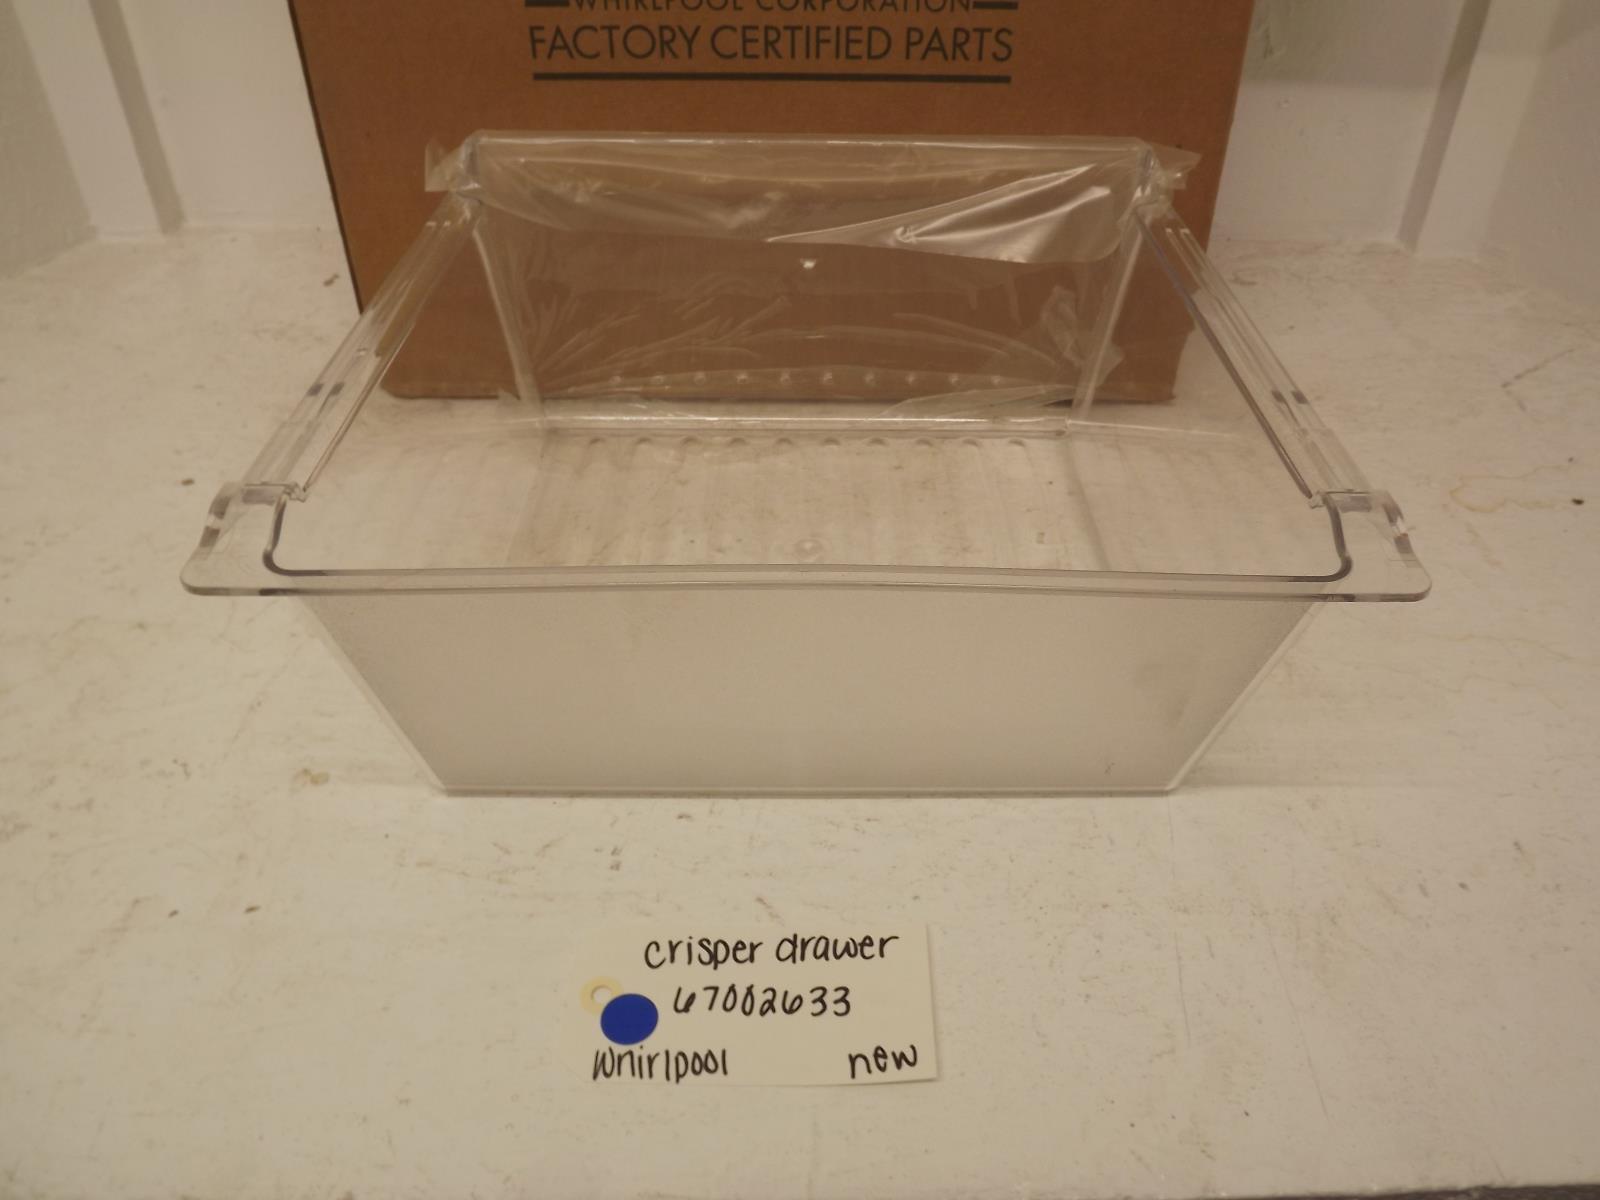 WHIRLPOOL CORPORATION
FACTORY CERTIFIED PARTS
crisper drawer
67002633
Whirlpool new